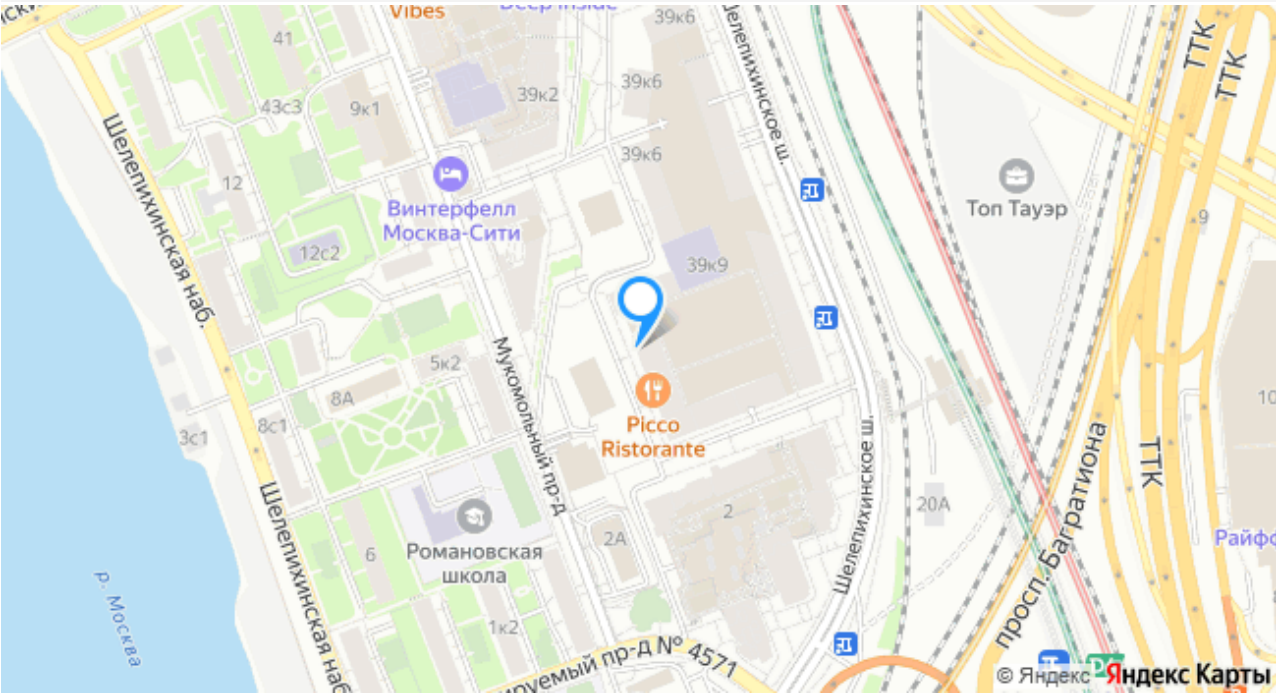 Vibes
Deep Inside
39к6
ТТК
ТТК
41
43с3
9к1
39к2
39к6
Шелепихинское ш.
Шелепихинская наб.
39к6
12
Винтерфелл
Москва-Сити
Топ Тауэр
9
12с2
39к9
5к2
8А
Мукомольный пр-д
3с1
8с1
Picco
Ristorante
Шелепихинское ш.
просп. Багратиона
ТТК
10
Шелепихинская наб.
2
20А
Романовская
школа
6
2А
1к2
р. Москва
ируемый пр-д № 4571
© Яндекс Яндекс Карты